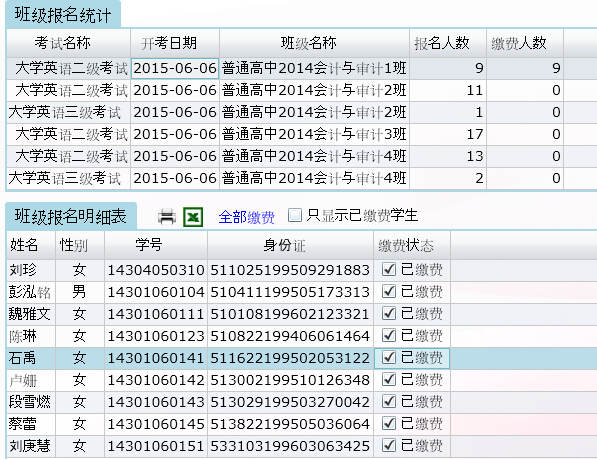 班级报名统计
考试名称 开考日期 班级名称 报名人数 缴费人数
大学英语二级考试 2015-06-06 普通高中2014会计与审计1班 9 9
大学英语二级考试 2015-06-06 普通高中2014会计与审计2班 11 0
大学英语三级考试 2015-06-06 普通高中2014会计与审计2班 1 0
大学英语二级考试 2015-06-06 普通高中2014会计与审计3班 17 0
大学英语二级考试 2015-06-06 普通高中2014会计与审计4班 13 0
大学英语三级考试 2015-06-06 普通高中2014会计与审计4班 2 0
班级报名明细表 全部缴费 只显示已缴费学生
姓名 性别 学号 身份证 缴费状态
刘珍 女 14304050310 511025199509291883 已缴费
彭泓铭 男 14301060104 510411199505173313 已缴费
魏雅文 女 14301060111 510108199602123321 已缴费
陈琳 女 14301060123 510822199406061464 已缴费
石禹 女 14301060141 511622199502053122 已缴费
卢姗 女 14301060142 513002199510126348 已缴费
段雪燃 女 14301060143 513029199503270042 已缴费
蔡蕾 女 14301060145 513822199505036064 已缴费
刘庚慧 女 14301060151 533103199603063425 已缴费